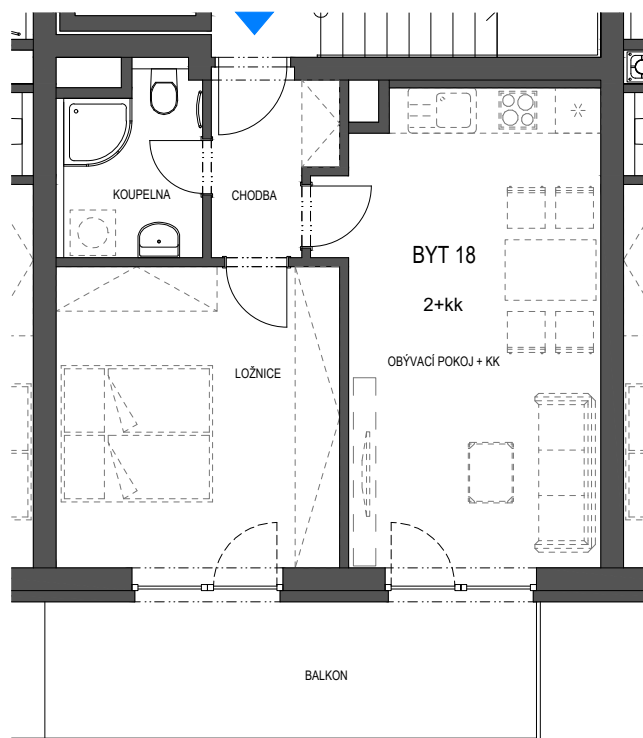 KOUPELNA
CHODBA
BYT 18
2+kk
OBÝVACÍ POKOJ + KK
LOŽNICE
BALKON